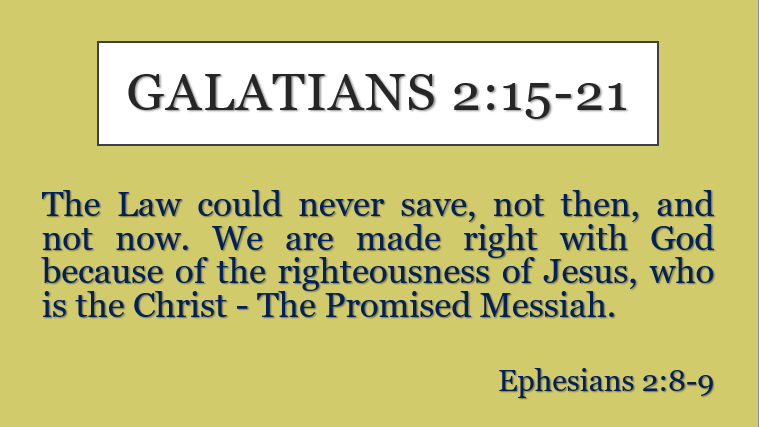 GALATIANS 2:15-21
The Law could never save, not then, and
not now. We are made right with God
because of the righteousness of Jesus, who
is the Christ - The Promised Messiah.
Ephesians 2:8-9